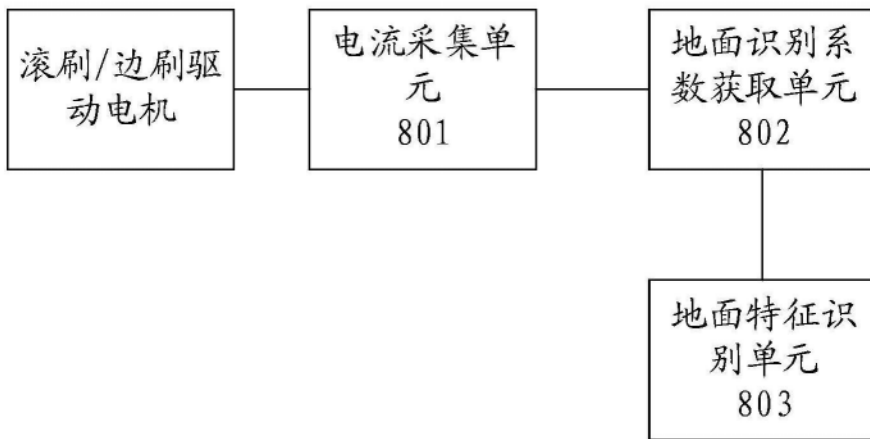 滚刷/边刷驱
动电机
电流采集单
元
801
地面识别系
数获取单元
802
地面特征识
别单元
803